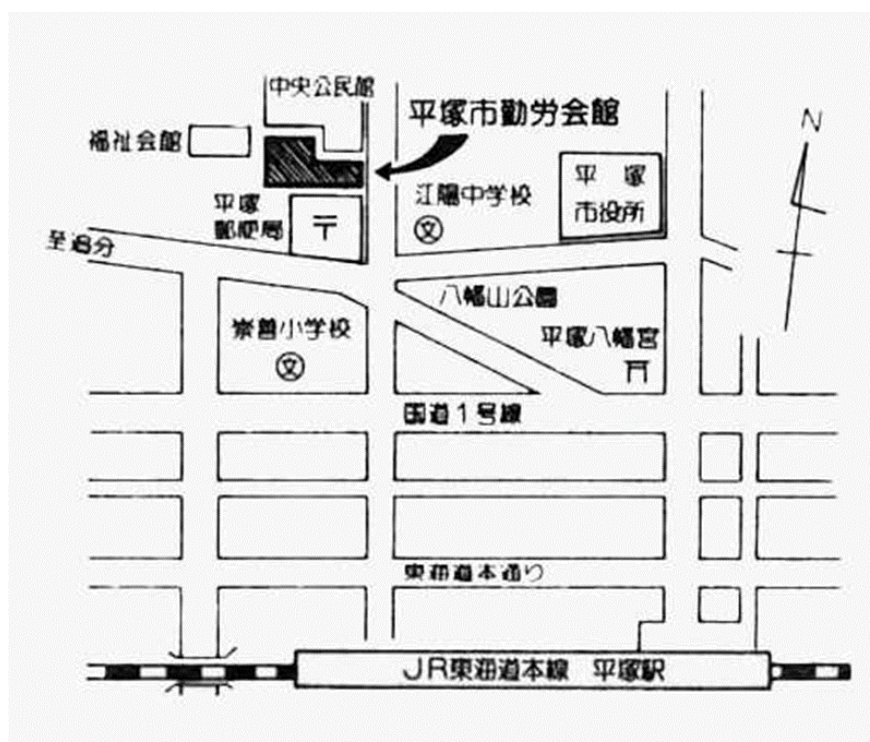 中央公民館
平塚市勤労会館
N
福祉会館
江陽中学校
文
平塚
市役所
平塚
郵便局
〒
至追分
八幡山公園
崇善小学校
文
平塚八幡宮
国道1号線
東海道本通り
JR東海道本線 平塚駅